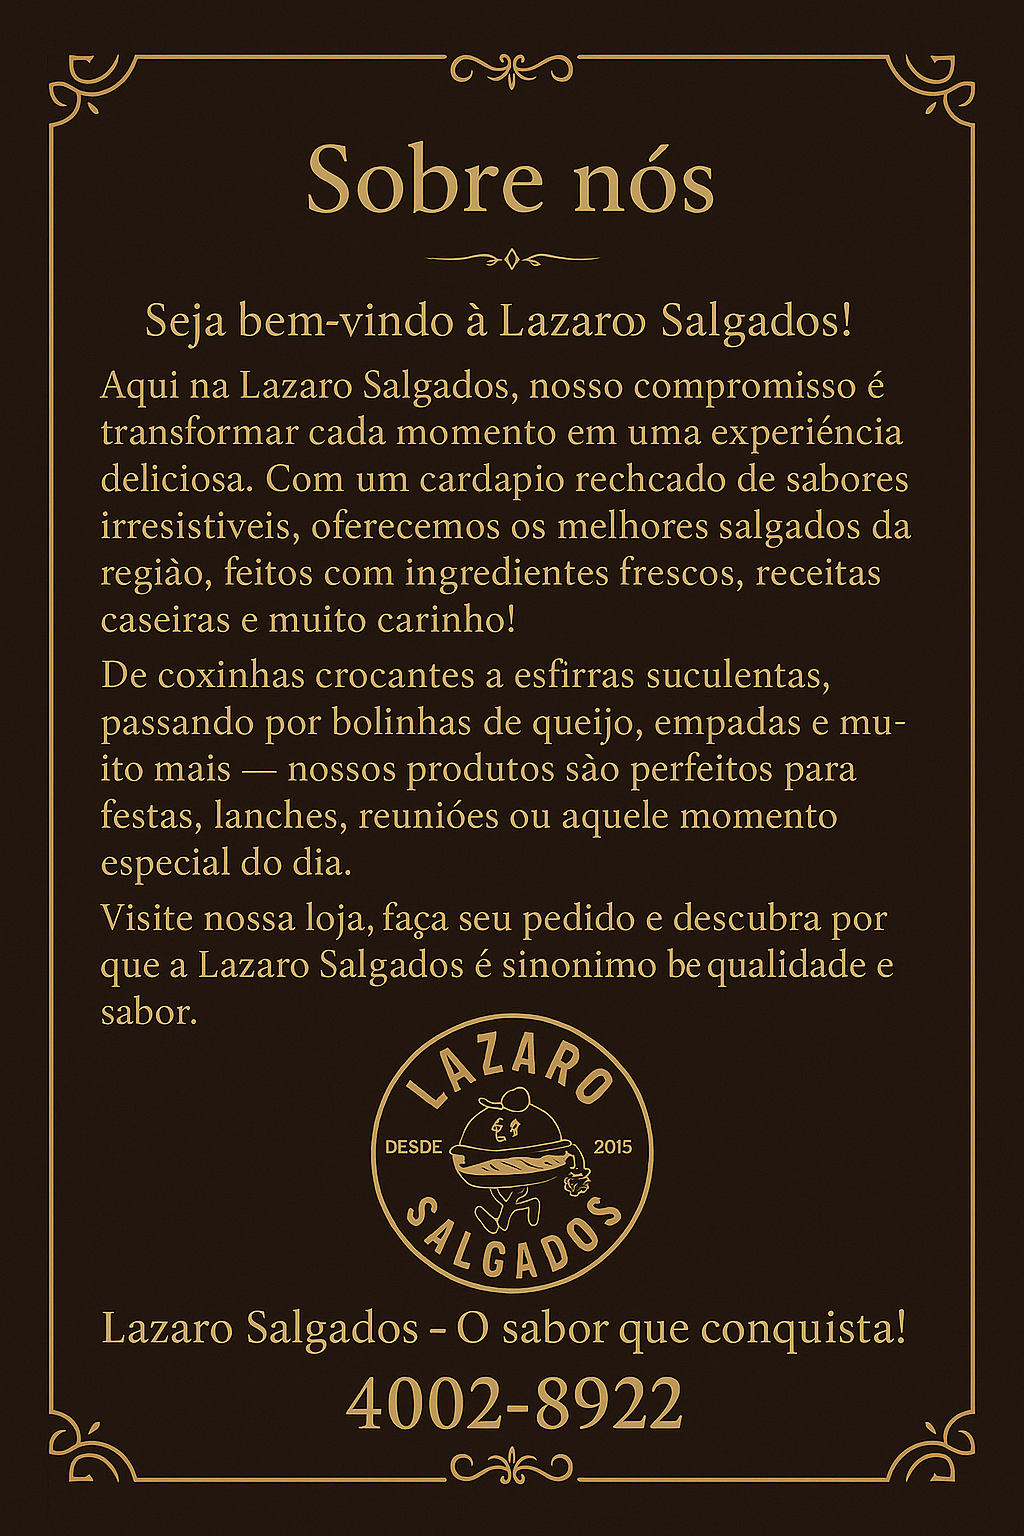 Sobre nós
Seja bem-vindo à Lazaro Salgados!
Aqui na Lazaro Salgados, nosso compromisso é
transformar cada momento em uma experiéncia
deliciosa. Com um cardapio rechcado de sabores
irresistiveis, oferecemos os melhores salgados da
regiào, feitos com ingredientes frescos, receitas
caseiras e muito carinho!
De coxinhas crocantes a esfirras suculentas,
passando por bolinhas de queijo, empadas e mu-
ito mais — nossos produtos sào perfeitos para
festas, lanches, reunióes ou aquele momento
especial do dia.
Visite nossa loja, faça seu pedido e descubra por
que a Lazaro Salgados é sinonimo be qualidade e
sabor.
LAZARO
DESDE 2015
SALGADOS
Lazaro Salgados - O sabor que conquista!
4002-8922